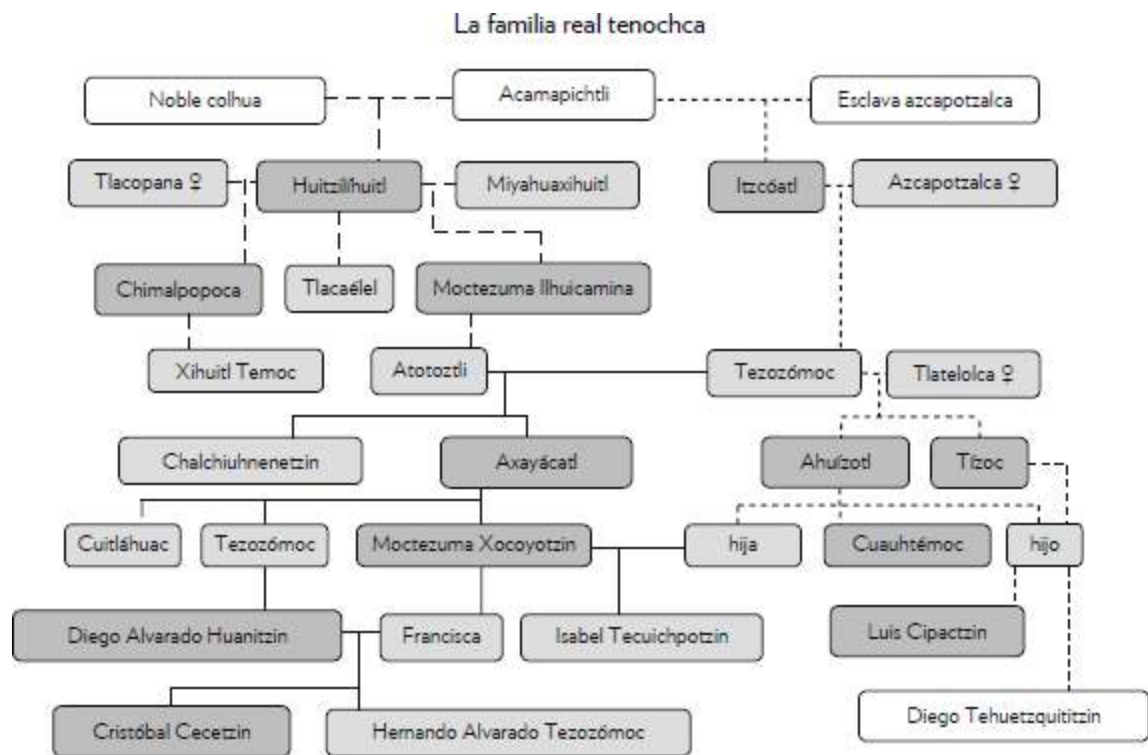 La familia real tenochca
Noble colhua
Acamapichtli
Esclava azcapotzalca
Tlacopana ♀
Huitzilíhuitl
Miyahuaxihuitl
Itzcóatl
Azcapotzalca ♀
Chimalpopoca
Tlacaélel
Moctezuma Ilhuicamina
Xihuitl Temoc
Atotoztli
Tezozómoc
Tlatelolca ♀
Chalchiuhnenetzin
Axayácatl
Ahuízotl
Tízoc
Cuitláhuac
Tezozómoc
Moctezuma Xocoyotzin
hija
Cuauhtémoc
hijo
Diego Alvarado Huanitzin
Francisca
Isabel Tecuichpotzin
Luis Cipactzin
Cristóbal Cecetzin
Hernando Alvarado Tezozómoc
Diego Tehuetzquititzin